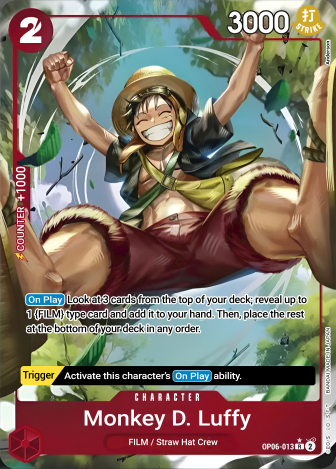 2
3000
打
STRIKE
COUNTER +1000
On Play Look at 3 cards from the top of your deck; reveal up to
1 {FILM} type card and add it to your hand. Then, place the rest
at the bottom of your deck in any order.
Trigger Activate this character's On Play ability.
CHARACTER
Monkey D. Luffy
FILM / Straw Hat Crew
OP06-013 R 2